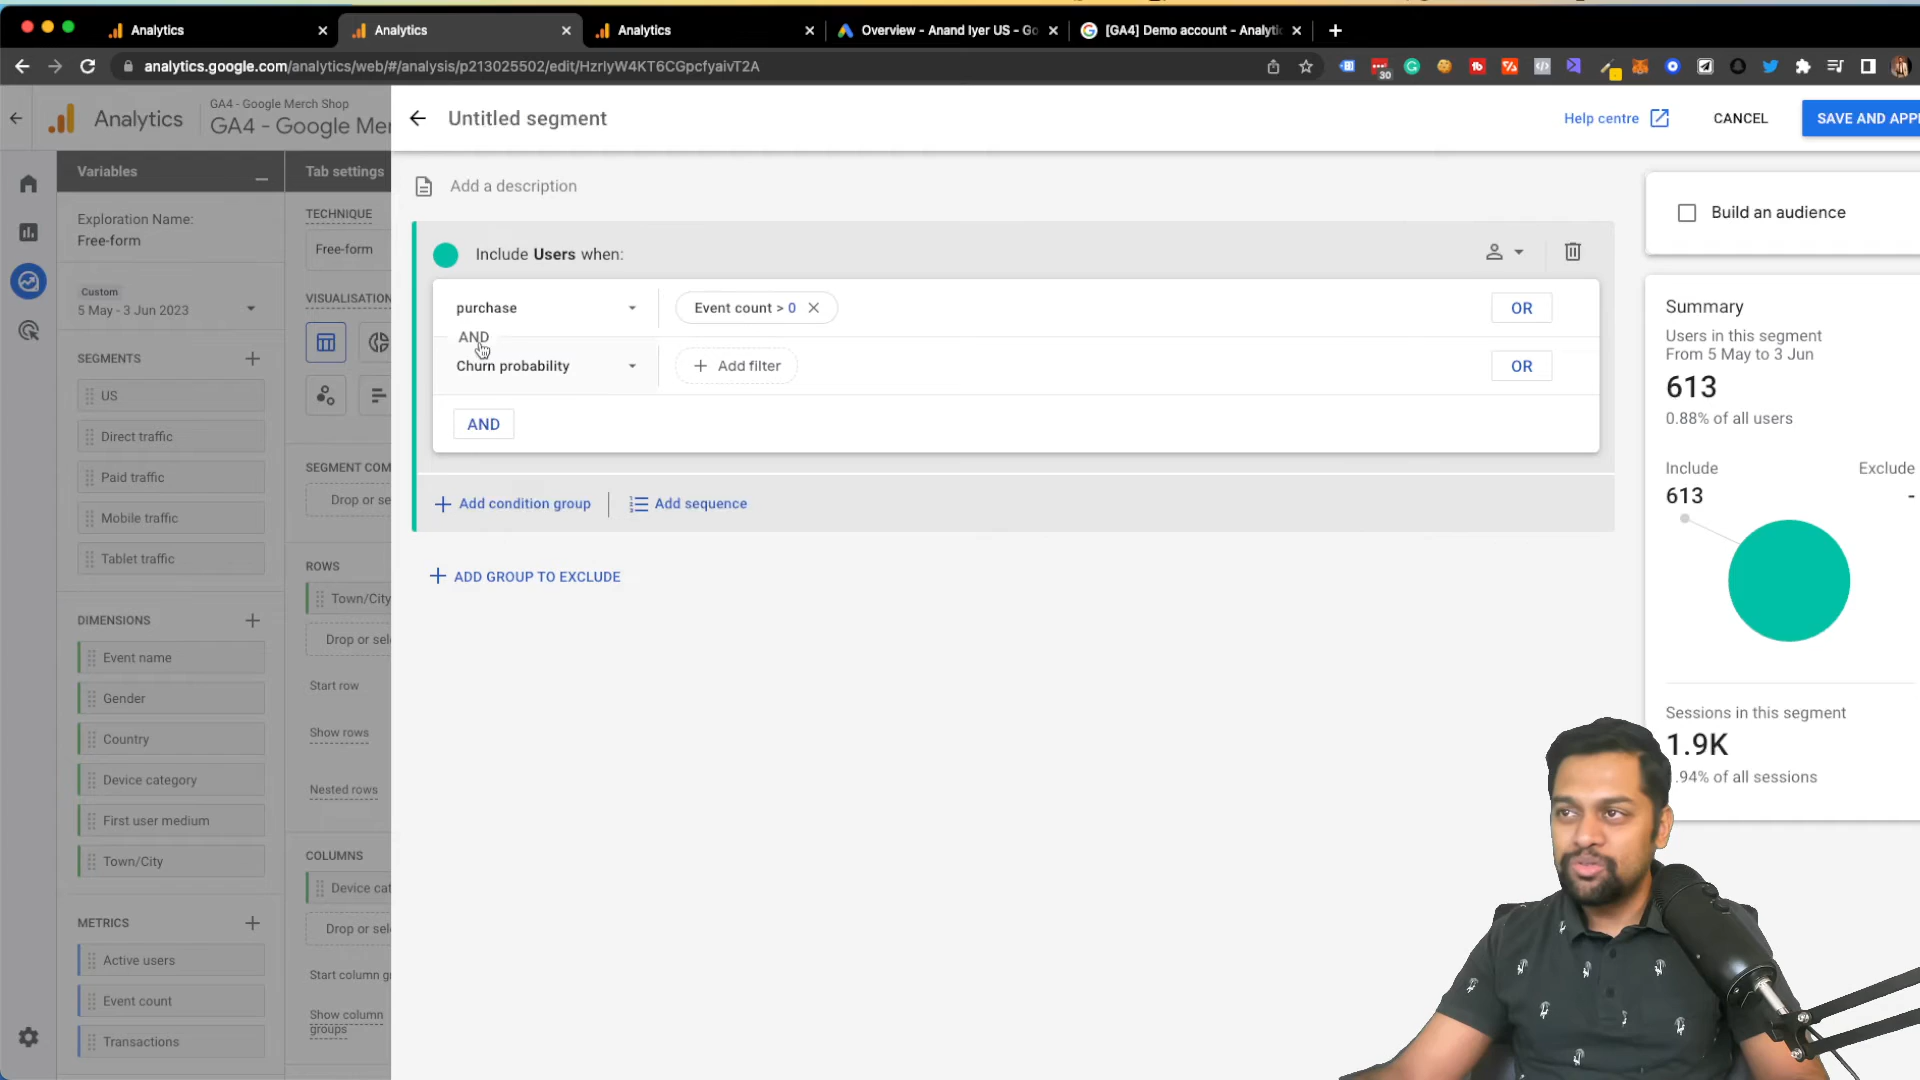 Analytics
Analytics
Analytics
Overview - Anand Iyer US - Go
[GA4] Demo account - Analytic
analytics.google.com/analytics/web/#/analysis/p213025502/edit/HzrlyW4KT6CGpcfyaivT2A
30
Analytics
GA4 - Google Merch Shop
GA4 - Google Mer
Untitled segment
Help centre
CANCEL
SAVE AND APPL
Variables
Tab settings
Add a description
Build an audience
Exploration Name:
Free-form
TECHNIQUE
Free-form
Include Users when:
Custom
5 May - 3 Jun 2023
VISUALISATION
purchase
Event count > 0
OR
AND
Churn probability
Add filter
OR
AND
Summary
Users in this segment
From 5 May to 3 Jun
613
0.88% of all users
Include
Exclude
613
-
SEGMENTS
US
Direct traffic
Paid traffic
Mobile traffic
Tablet traffic
SEGMENT COM
Drop or se
Add condition group
Add sequence
ADD GROUP TO EXCLUDE
ROWS
Town/City
Drop or sel
Start row
Show rows
Nested rows
DIMENSIONS
Event name
Gender
Country
Device category
First user medium
Town/City
COLUMNS
Device cat
Drop or sel
Start column gr
Show column
groups
METRICS
Active users
Event count
Transactions
Sessions in this segment
1.9K
.94% of all sessions